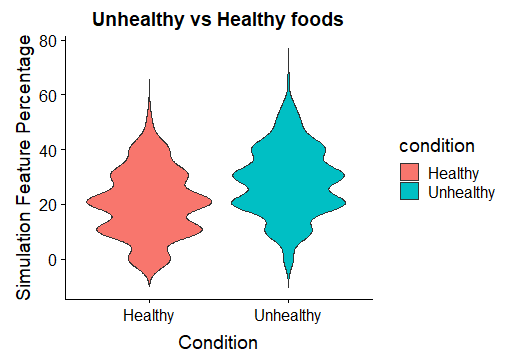 Unhealthy vs Healthy foods
Simulation Feature Percentage
80
60
40
20
0
Healthy
Unhealthy
Condition
condition
Healthy
Unhealthy